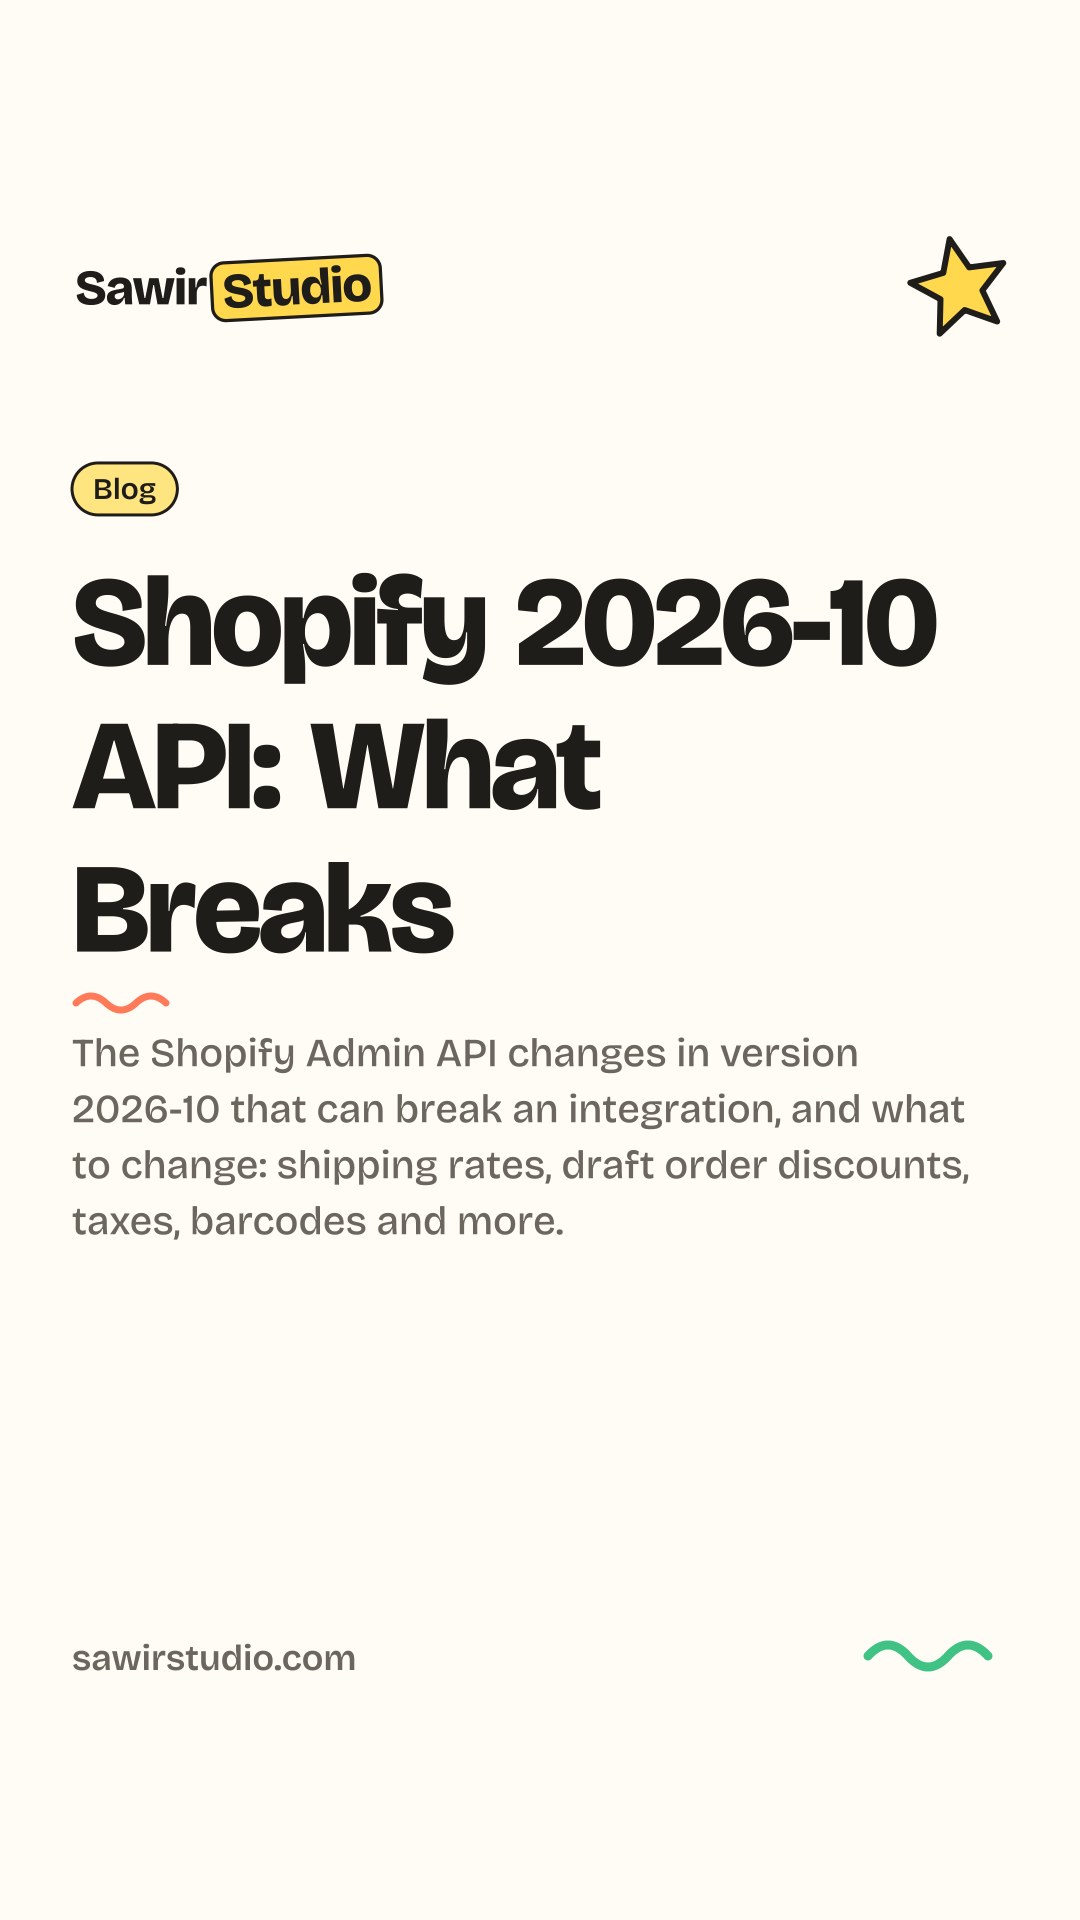 Sawir Studio
Blog
Shopify 2026-10
API: What
Breaks
The Shopify Admin API changes in version
2026-10 that can break an integration, and what
to change: shipping rates, draft order discounts,
taxes, barcodes and more.
sawirstudio.com